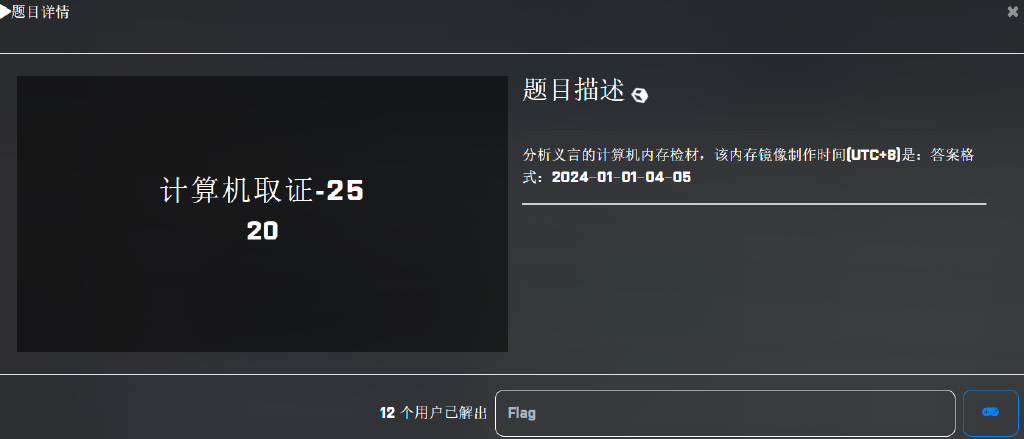 题目详情
题目描述
分析义言的计算机内存检材，该内存镜像制作时间(UTC+8)是：答案格
式：2024-01-01-04-05
计算机取证-25
20
12 个用户已解出
Flag